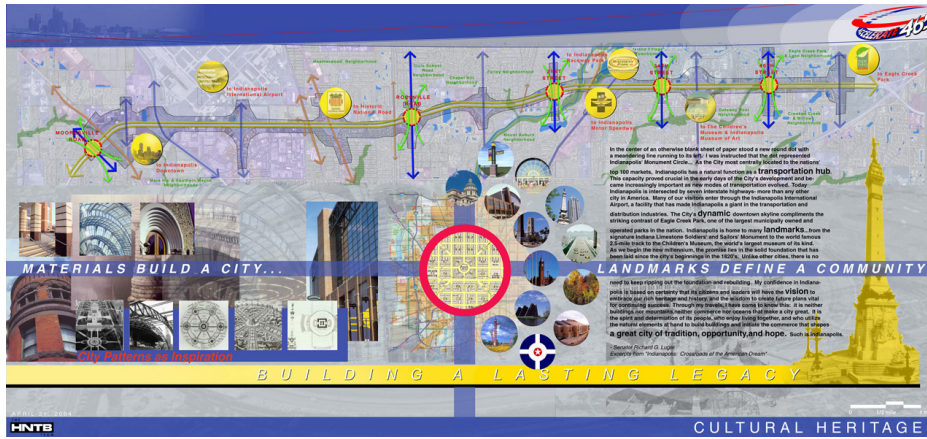 ACCELERATE 465
to Indianapolis
International Airport
to Historic
National Road
to Indianapolis
Raceway Park
to Eagle Creek
Park
to Indianapolis
Downtown
to Indianapolis
Motor Speedway
to The Children's
Museum & Indianapolis
Museum of Art
MOORESVILLE
ROAD
ROCKVILLE
ROAD
STREET
STREET
STREET
In the center of an otherwise blank sheet of paper stood a new round dot with
a meandering line running to its left: I was instructed that the dot represented
Indianapolis' Monument Circle... As the City most centrally located to the nations'
top 100 markets, Indianapolis has a natural function as a transportation hub.
This capacity proved crucial in the early days of the City's development and be-
came increasingly important as new modes of transportation evolved. Today
Indianapolis is intersected by seven interstate highways- more than any other
city in America. Many of our visitors enter through the Indianapolis International
Airport, a facility that has made Indianapolis a giant in the transportation and
distribution industries. The City's dynamic downtown skyline compliments the
striking contrast of Eagle Creek Park, one of the largest municipally owned and
operated parks in the nation. Indianapolis is home to many landmarks...from the
signature Indiana Limestone Soldiers' and Sailors' Monument to the world famous
2.5-mile track to the Children's Museum, the world's largest museum of its kind.
As we begin the new millennium, the promise lies in the solid foundation that has
been laid since the city's beginnings in the 1820's. Unlike other cities, there is no
MATERIALS BUILD A CITY...
LANDMARKS DEFINE A COMMUNITY
need to keep ripping out the foundation and rebuilding. My confidence in Indiana-
polis is based on certainty that its citizens and leaders will have the vision to
embrace our rich heritage and history, and the wisdom to create future plans vital
for continuing success. Through my travels, I have come to know this: it is neither
buildings nor mountains,neither commerce nor oceans that make a city great. It is
the spirit and determination of its people, who enjoy living together, and who utilize
the natural elements at hand to build buildings and initiate the commerce that shapes
a great city of tradition, opportunity,and hope. Such is Indianapolis.
- Senator Richard G. Lugar
Excerpts from "Indianapolis: Crossroads of the American Dream"
City Patterns as Inspiration
BUILDING A LASTING LEGACY
HNTB
CULTURAL HERITAGE